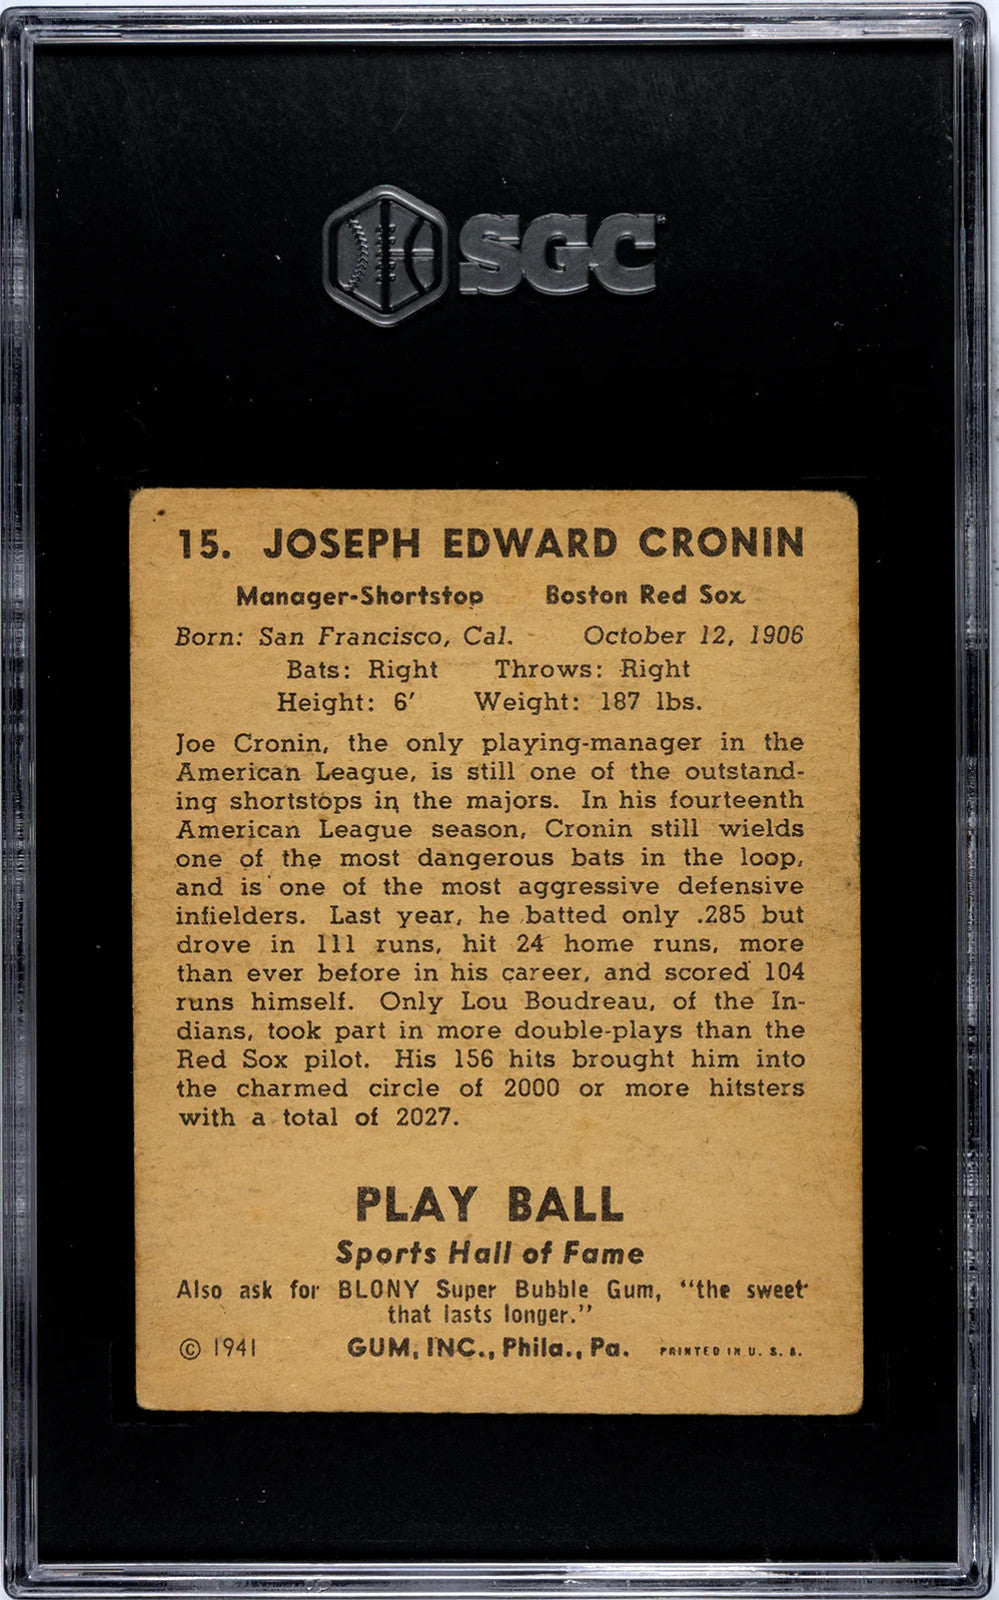 SGC
15. JOSEPH EDWARD CRONIN
Manager-Shortstop Boston Red Sox
Born: San Francisco, Cal. October 12, 1906
Bats: Right Throws: Right
Height: 6′ Weight: 187 lbs.
Joe Cronin, the only playing-manager in the
American League, is still one of the outstand-
ing shortstops in the majors. In his fourteenth
American League season, Cronin still wields
one of the most dangerous bats in the loop,
and is one of the most aggressive defensive
infielders. Last year, he batted only .285 but
drove in 111 runs, hit 24 home runs, more
than ever before in his career, and scored 104
runs himself. Only Lou Boudreau, of the In-
dians, took part in more double-plays than the
Red Sox pilot. His 156 hits brought him into
the charmed circle of 2000 or more hitsters
with a total of 2027.
PLAY BALL
Sports Hall of Fame
Also ask for BLONY Super Bubble Gum, "the sweet
that lasts longer."
© 1941 GUM, INC., Phila., Pa. PRINTED IN U. S. A.